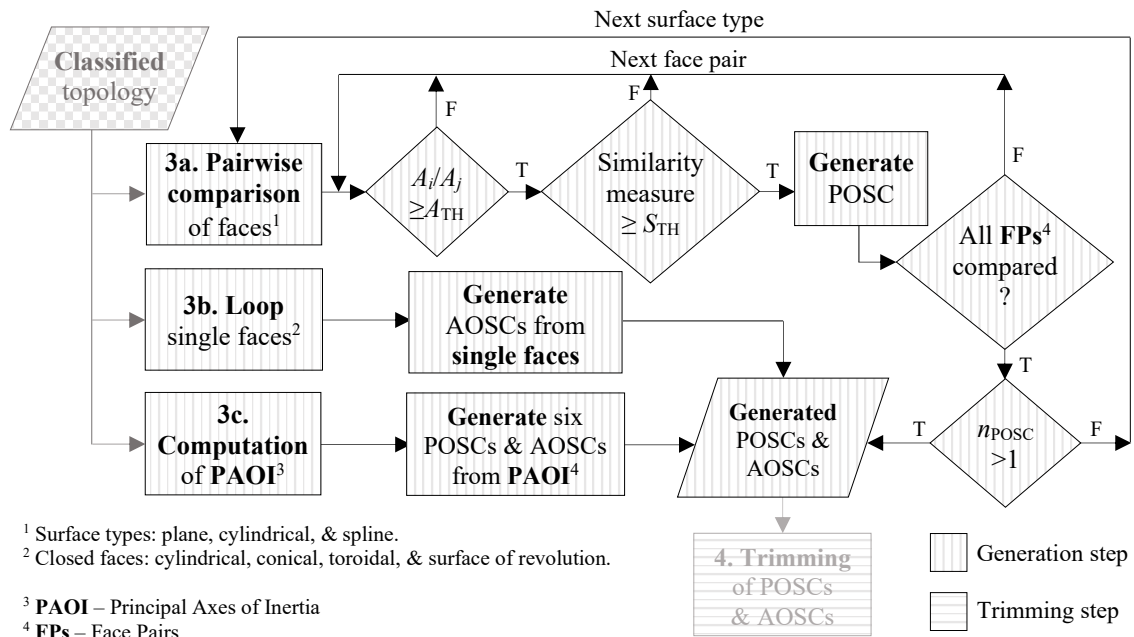 Next surface type
Next face pair
Classified
topology
3a. Pairwise
comparison
of faces¹
Aᵢ/Aⱼ
≥A_TH
F
T
Similarity
measure
≥ S_TH
F
T
Generate
POSC
All FPs⁴
compared
?
F
T
3b. Loop
single faces²
Generate
AOSCs from
single faces
3c.
Computation
of PAOI³
Generate six
POSCs & AOSCs
from PAOI⁴
Generated
POSCs &
AOSCs
T
n_POSC
>1
F
4. Trimming
of POSCs
& AOSCs
Generation step
Trimming step
¹ Surface types: plane, cylindrical, & spline.
² Closed faces: cylindrical, conical, toroidal, & surface of revolution.
³ PAOI – Principal Axes of Inertia
⁴ FPs – Face Pairs